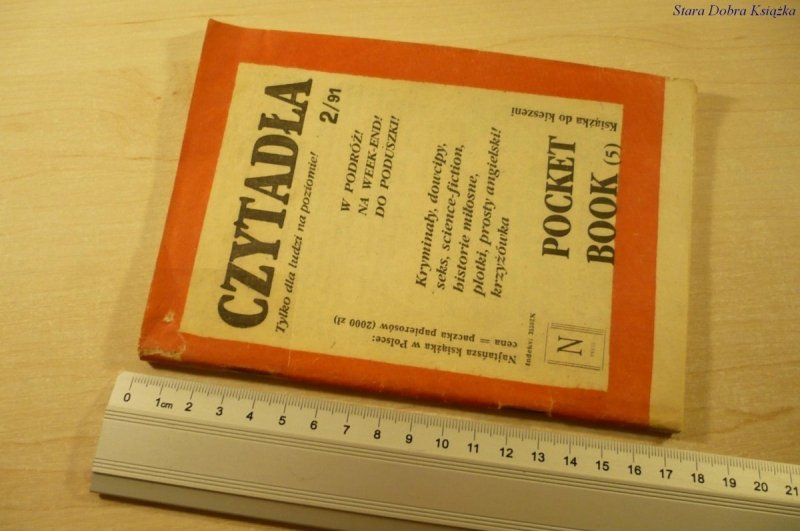 Stara Dobra Książka
CZYTADŁA
Tylko dla ludzi na poziomie!
2/91
W PODRÓŻ!
NA WEEK-END!
DO PODUSZKI!
Kryminały, dowcipy,
seks, science-fiction,
historie miłosne,
plotki, prosty angielski!
krzyżówka
Najtańsza książka w Polsce:
cena = paczka papierosów (2000 zł)
Książka do kieszeni
POCKET
BOOK (5)
N
0 1cm 2 3 4 5 6 7 8 9 10 11 12 13 14 15 16 17 18 19 20 21